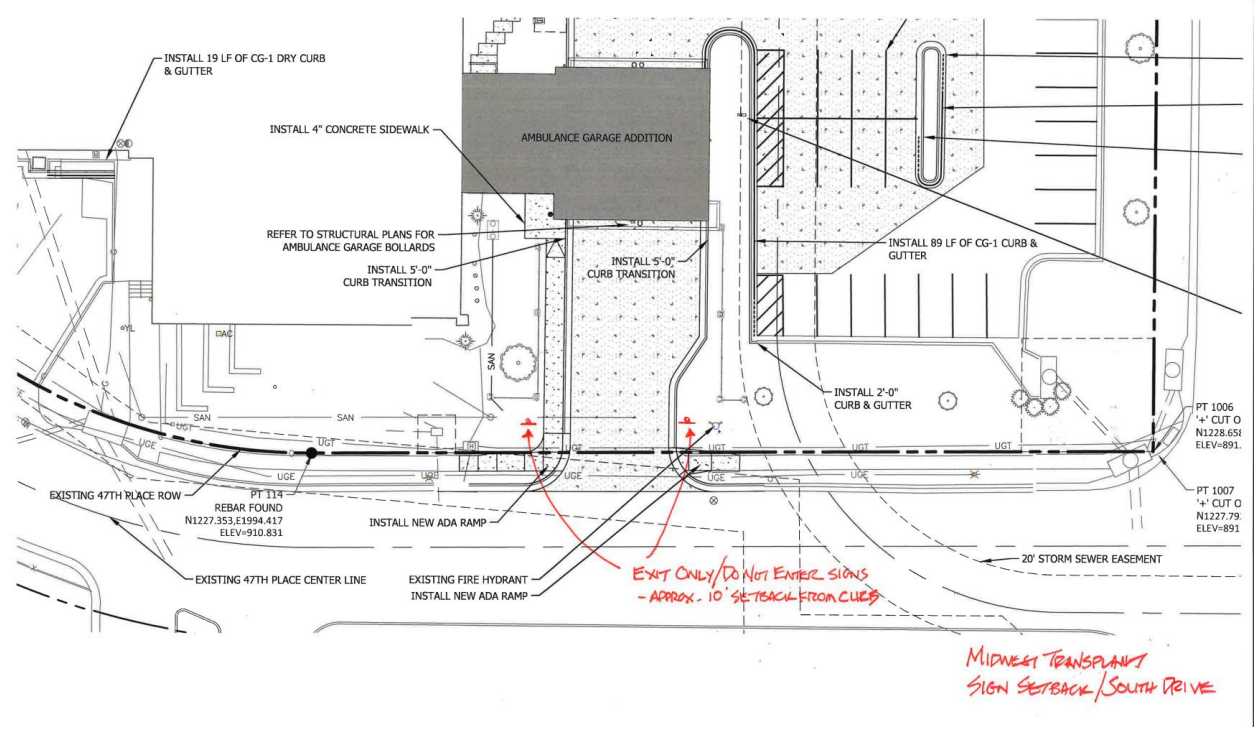 INSTALL 19 LF OF CG-1 DRY CURB
& GUTTER
INSTALL 4" CONCRETE SIDEWALK
AMBULANCE GARAGE ADDITION
REFER TO STRUCTURAL PLANS FOR
AMBULANCE GARAGE BOLLARDS
INSTALL 5'-0"
CURB TRANSITION
INSTALL 5'-0"
CURB TRANSITION
INSTALL 89 LF OF CG-1 CURB &
GUTTER
YL
AC
SAN
INSTALL 2'-0"
CURB & GUTTER
SAN
SAN
UGT
UGT
UGT
UGT
UGT
UGE
UGE
UGE
UGE
UGE
PT 1006
'+' CUT O
N1228.658
ELEV=891.
EXISTING 47TH PLACE ROW
PT 114
REBAR FOUND
N1227.353,E1994.417
ELEV=910.831
PT 1007
'+' CUT O
N1227.79
ELEV=891
INSTALL NEW ADA RAMP
EXISTING 47TH PLACE CENTER LINE
EXISTING FIRE HYDRANT
INSTALL NEW ADA RAMP
20' STORM SEWER EASEMENT
EXIT ONLY/DO NOT ENTER SIGNS
- APPROX. 10' SETBACK FROM CURB
MIDWEST TRANSPLANT
SIGN SETBACK/SOUTH DRIVE